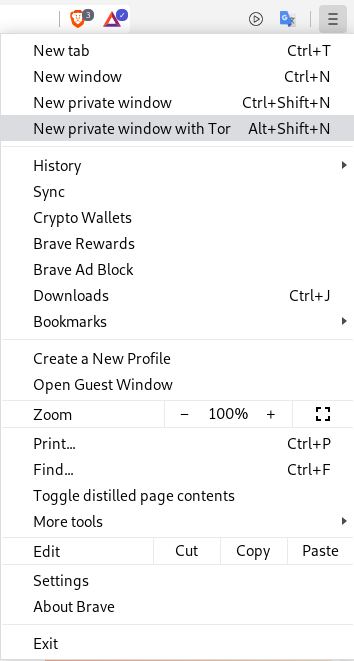 3
New tab Ctrl+T
New window Ctrl+N
New private window Ctrl+Shift+N
New private window with Tor Alt+Shift+N
History
Sync
Crypto Wallets
Brave Rewards
Brave Ad Block
Downloads Ctrl+J
Bookmarks
Create a New Profile
Open Guest Window
Zoom − 100% +
Print... Ctrl+P
Find... Ctrl+F
Toggle distilled page contents
More tools
Edit Cut Copy Paste
Settings
About Brave
Exit